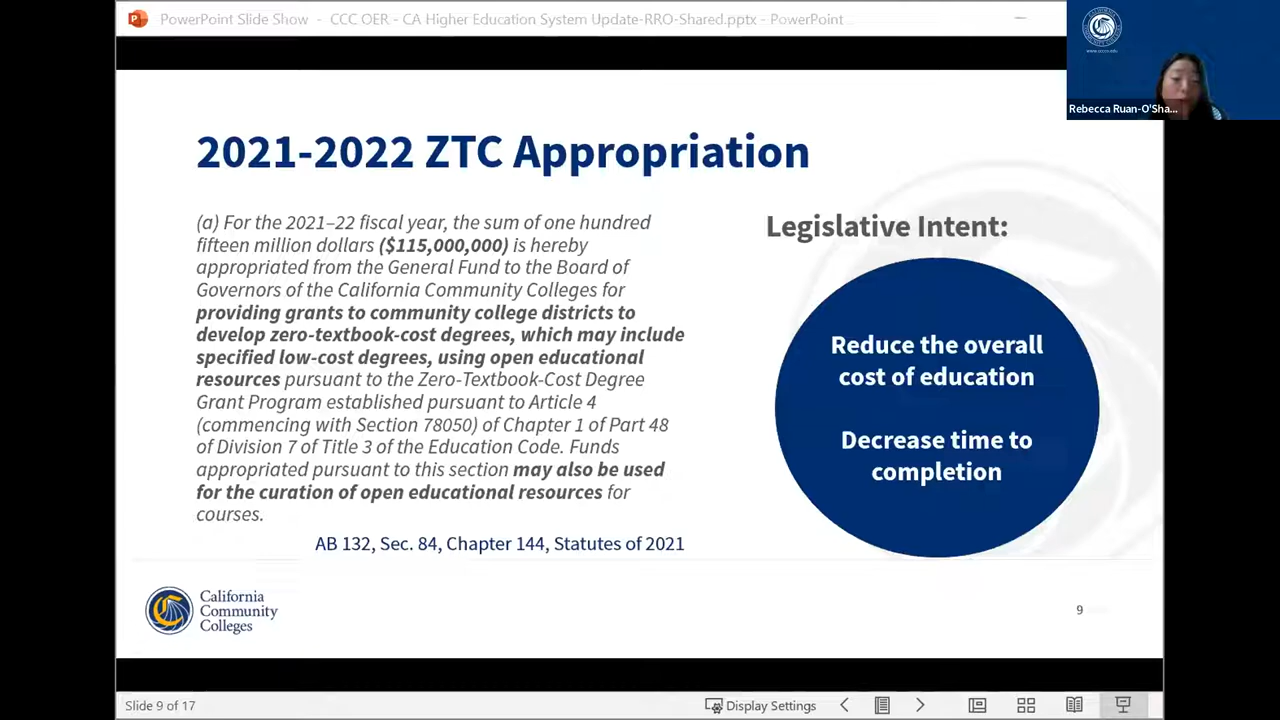 PowerPoint Slide Show - CCC OER - CA Higher Education System Update-RRO-Shared.pptx - PowerPoint
www.cccco.edu
Rebecca Ruan-O'Sha...
2021-2022 ZTC Appropriation
(a) For the 2021–22 fiscal year, the sum of one hundred
fifteen million dollars ($115,000,000) is hereby
appropriated from the General Fund to the Board of
Governors of the California Community Colleges for
providing grants to community college districts to
develop zero-textbook-cost degrees, which may include
specified low-cost degrees, using open educational
resources pursuant to the Zero-Textbook-Cost Degree
Grant Program established pursuant to Article 4
(commencing with Section 78050) of Chapter 1 of Part 48
of Division 7 of Title 3 of the Education Code. Funds
appropriated pursuant to this section may also be used
for the curation of open educational resources for
courses.
AB 132, Sec. 84, Chapter 144, Statutes of 2021
Legislative Intent:
Reduce the overall
cost of education
Decrease time to
completion
California
Community
Colleges
9
Slide 9 of 17
Display Settings